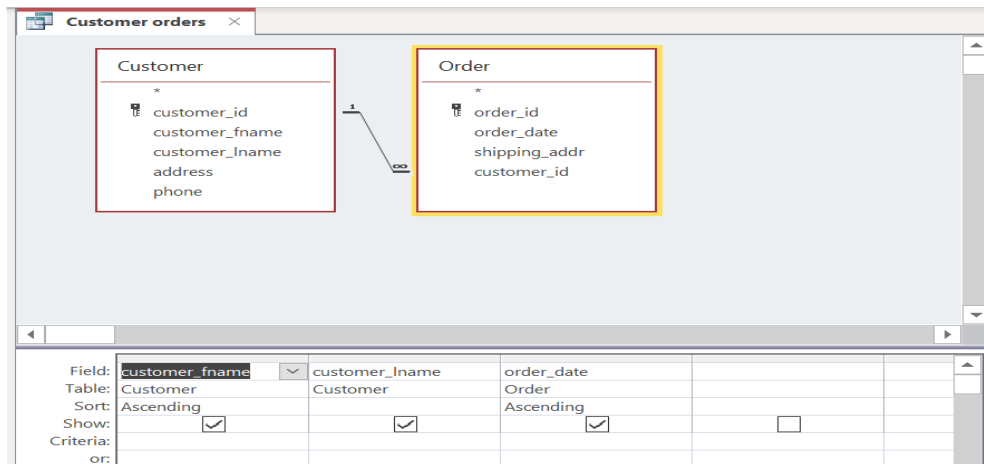 Customer orders
Customer
*
customer_id
customer_fname
customer_lname
address
phone
1
∞
Order
*
order_id
order_date
shipping_addr
customer_id
Field: customer_fname customer_lname order_date
Table: Customer Customer Order
Sort: Ascending Ascending
Show:
Criteria:
or: